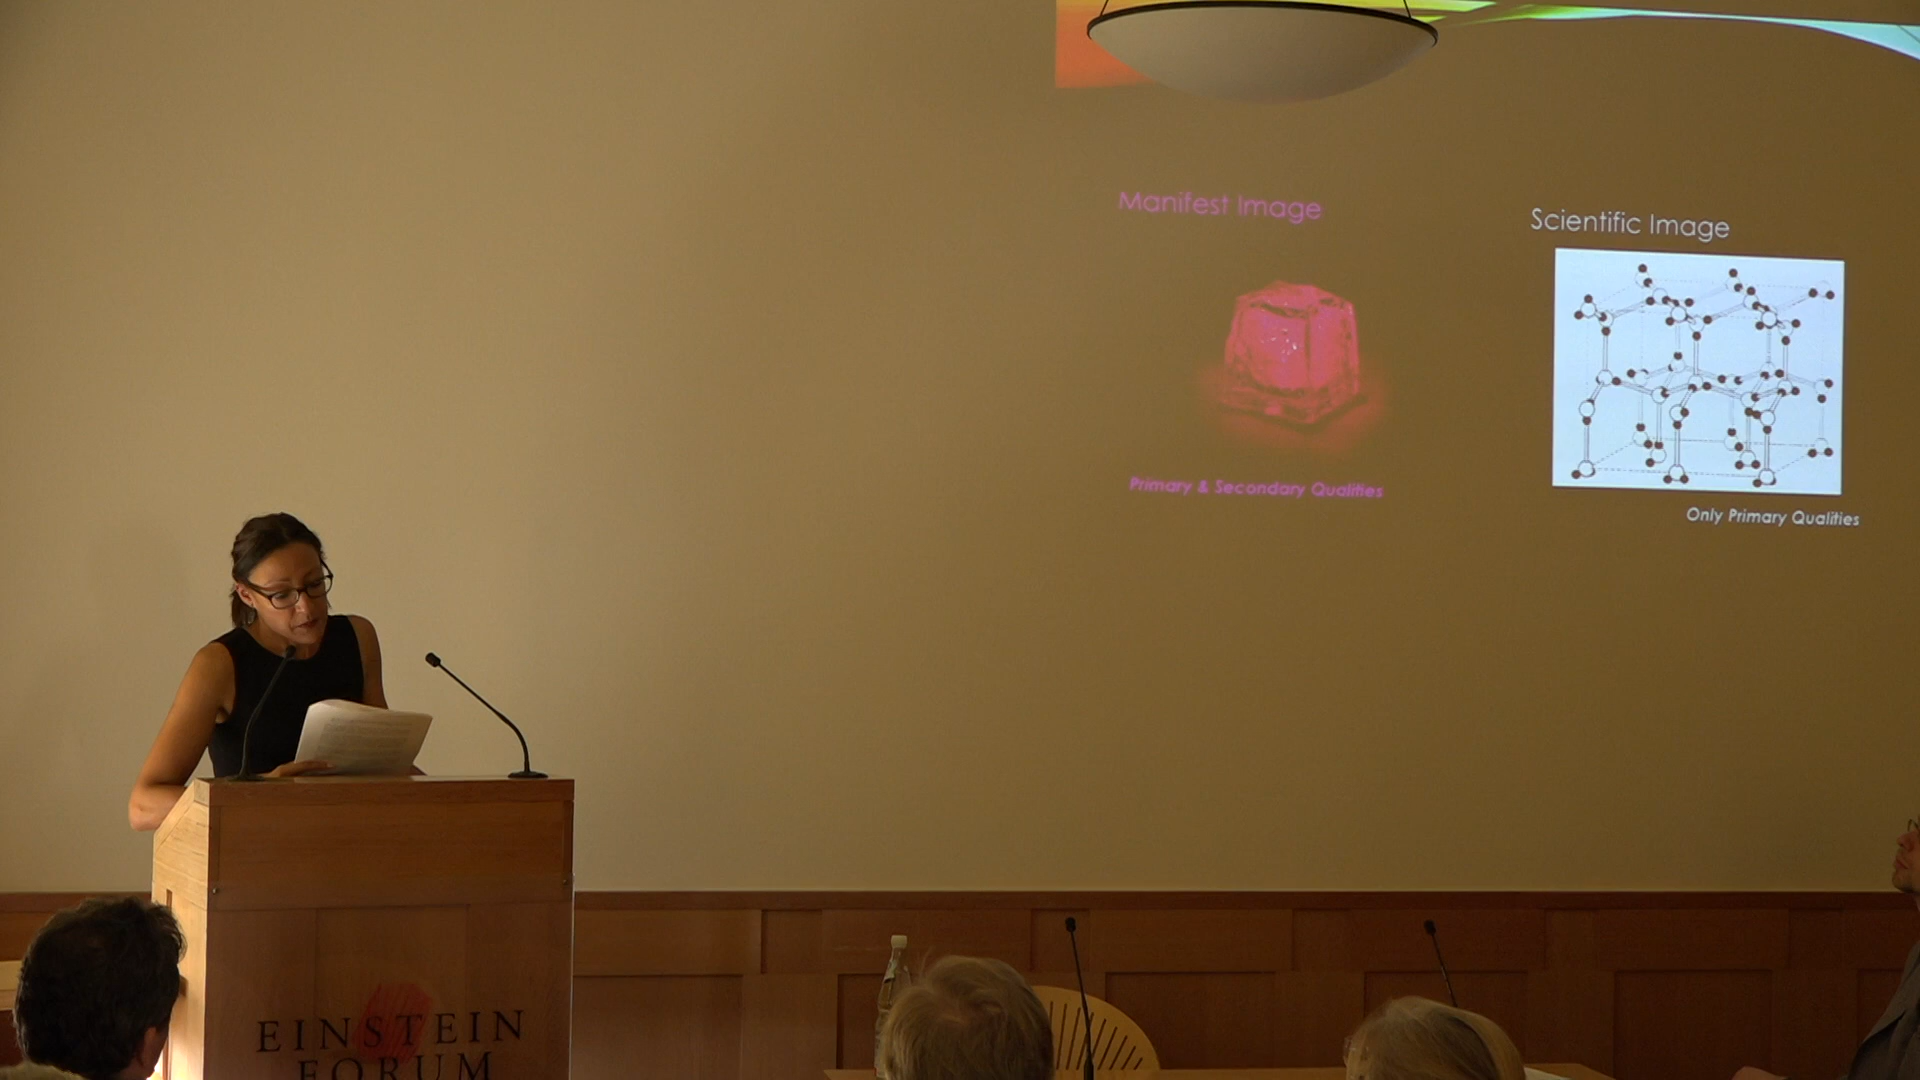 Manifest Image
Scientific Image
Primary & Secondary Qualities
Only Primary Qualities
EINSTEIN
FORUM